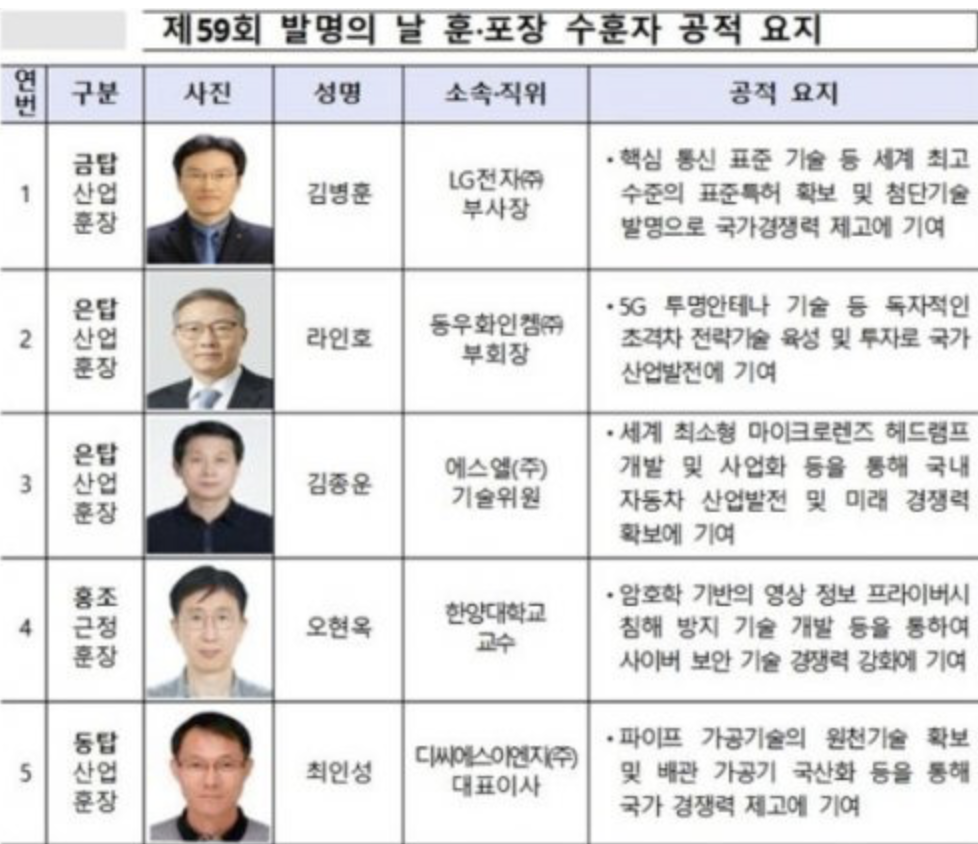 제59회 발명의 날 훈·포장 수훈자 공적 요지
연번 구분 사진 성명 소속·직위 공적 요지
1
금탑
산업
훈장
김병훈
LG전자㈜
부사장
• 핵심 통신 표준 기술 등 세계 최고
수준의 표준특허 확보 및 첨단기술
발명으로 국가경쟁력 제고에 기여
2
은탑
산업
훈장
라인호
동우화인켐㈜
부회장
• 5G 투명안테나 기술 등 독자적인
초격차 전략기술 육성 및 투자로 국가
산업발전에 기여
3
은탑
산업
훈장
김종운
에스엘(주)
기술위원
• 세계 최소형 마이크로렌즈 헤드램프
개발 및 사업화 등을 통해 국내
자동차 산업발전 및 미래 경쟁력
확보에 기여
4
홍조
근정
훈장
오현옥
한양대학교
교수
• 암호학 기반의 영상 정보 프라이버시
침해 방지 기술 개발 등을 통하여
사이버 보안 기술 경쟁력 강화에 기여
5
동탑
산업
훈장
최인성
디씨에스이엔지(주)
대표이사
• 파이프 가공기술의 원천기술 확보
및 배관 가공기 국산화 등을 통해
국가 경쟁력 제고에 기여